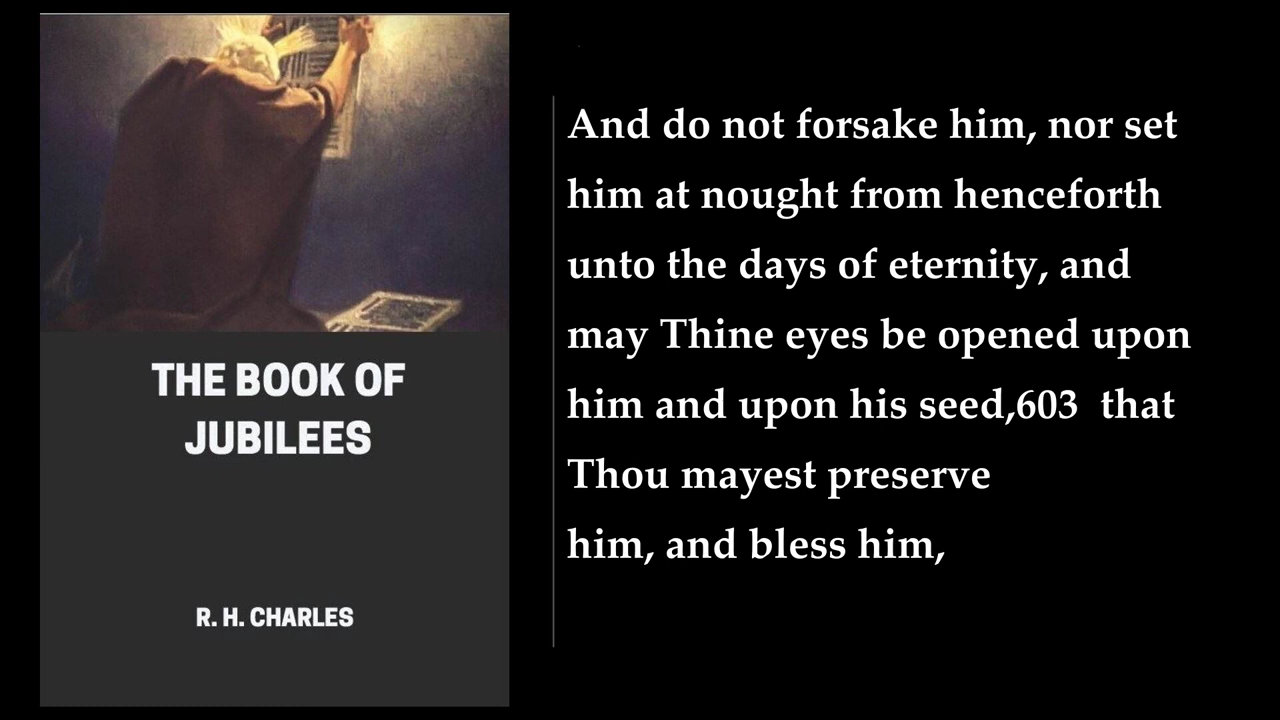 THE BOOK OF
JUBILEES
R. H. CHARLES
And do not forsake him, nor set
him at nought from henceforth
unto the days of eternity, and
may Thine eyes be opened upon
him and upon his seed,603  that
Thou mayest preserve
him, and bless him,